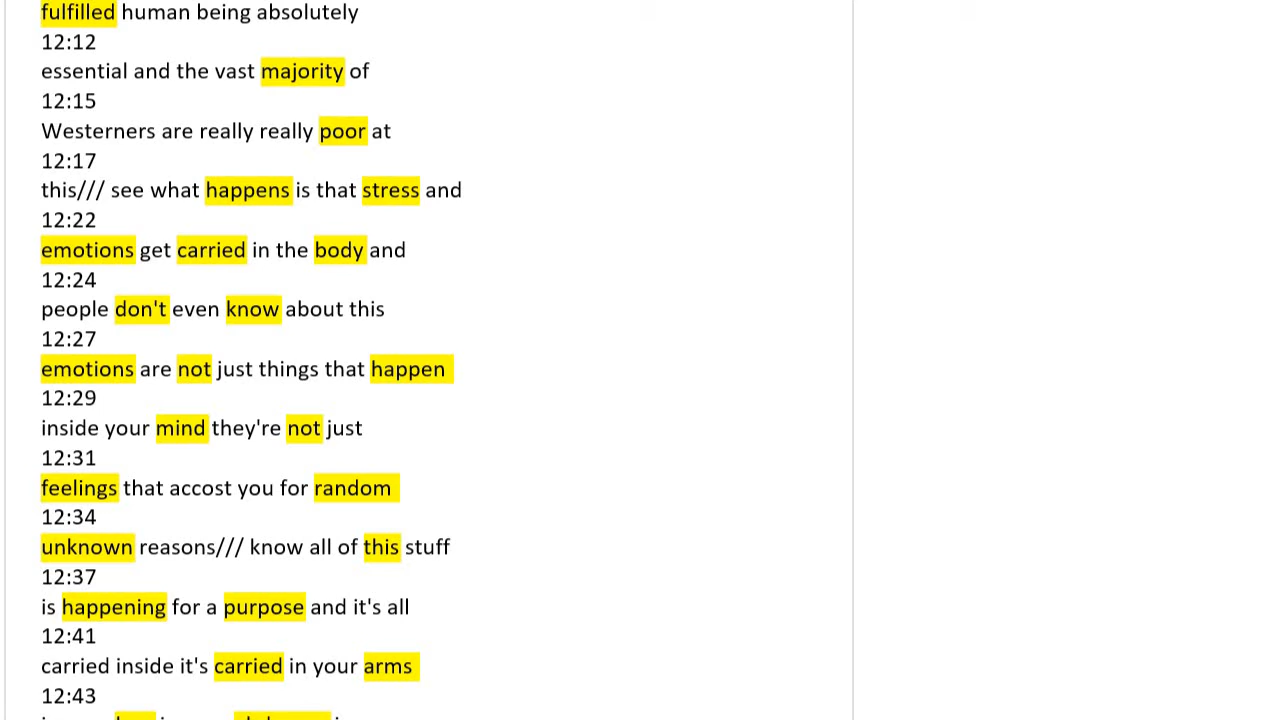 fulfilled human being absolutely
12:12
essential and the vast majority of
12:15
Westerners are really really poor at
12:17
this/// see what happens is that stress and
12:22
emotions get carried in the body and
12:24
people don't even know about this
12:27
emotions are not just things that happen
12:29
inside your mind they're not just
12:31
feelings that accost you for random
12:34
unknown reasons/// know all of this stuff
12:37
is happening for a purpose and it's all
12:41
carried inside it's carried in your arms
12:43